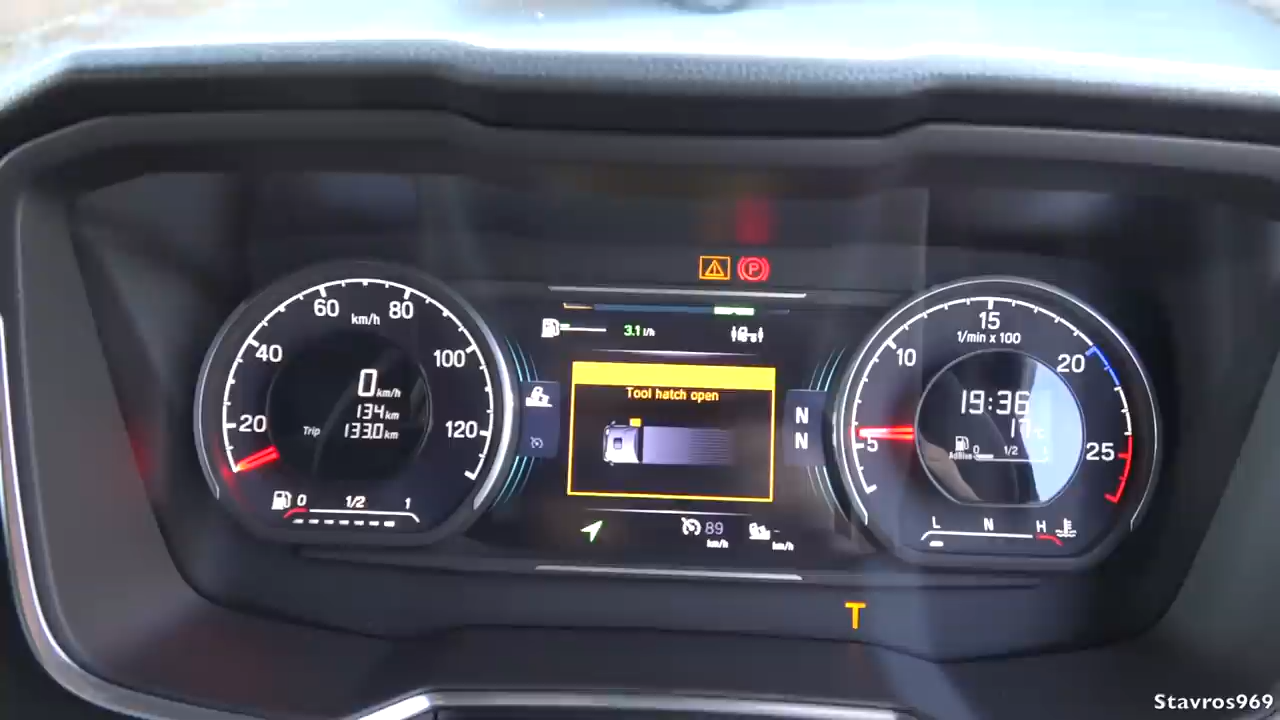 P
60 80
km/h
40 100
20 120
0 km/h
134 km
Trip 133.0 km
0 1/2 1
3.1 l/h
Tool hatch open
N
N
89
km/h
-
km/h
15
1/min x 100
10 20
5 25
19:36
AdBlue 0 1/2 1
L N H
T
Stavros969